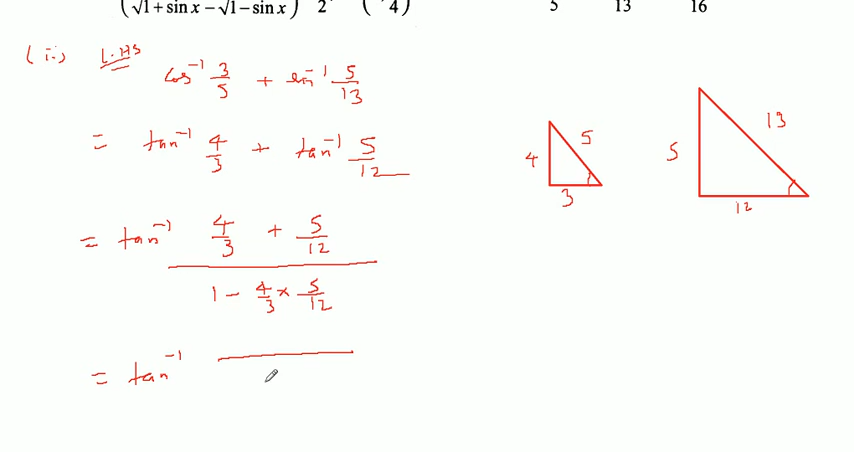 (√1+sin x − √1−sin x) 2 ( 4 5 13 16
(ii) L.HS
cos⁻¹ 3/5 + sin⁻¹ 5/13
= tan⁻¹ 4/3 + tan⁻¹ 5/12
= tan⁻¹ (4/3 + 5/12) / (1 − 4/3 × 5/12)
= tan⁻¹
4 5 3
5 13 12